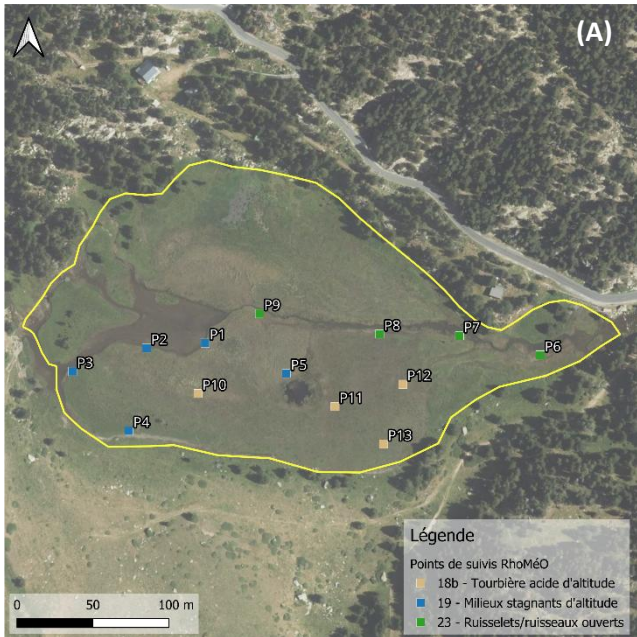 (A)
P9
P8
P7
P1
P2
P6
P3
P5
P12
P10
P11
P4
P13
Légende
Points de suivis RhoMéO
18b - Tourbière acide d'altitude
19 - Milieux stagnants d'altitude
23 - Ruisselets/ruisseaux ouverts
0 50 100 m